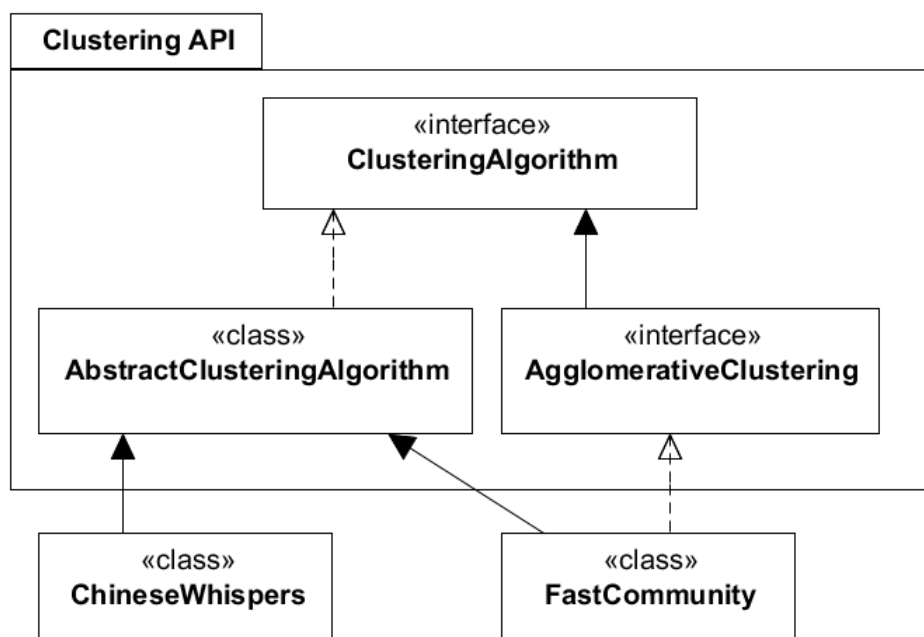 Clustering API
«interface»
ClusteringAlgorithm
«class»
AbstractClusteringAlgorithm
«interface»
AgglomerativeClustering
«class»
ChineseWhispers
«class»
FastCommunity